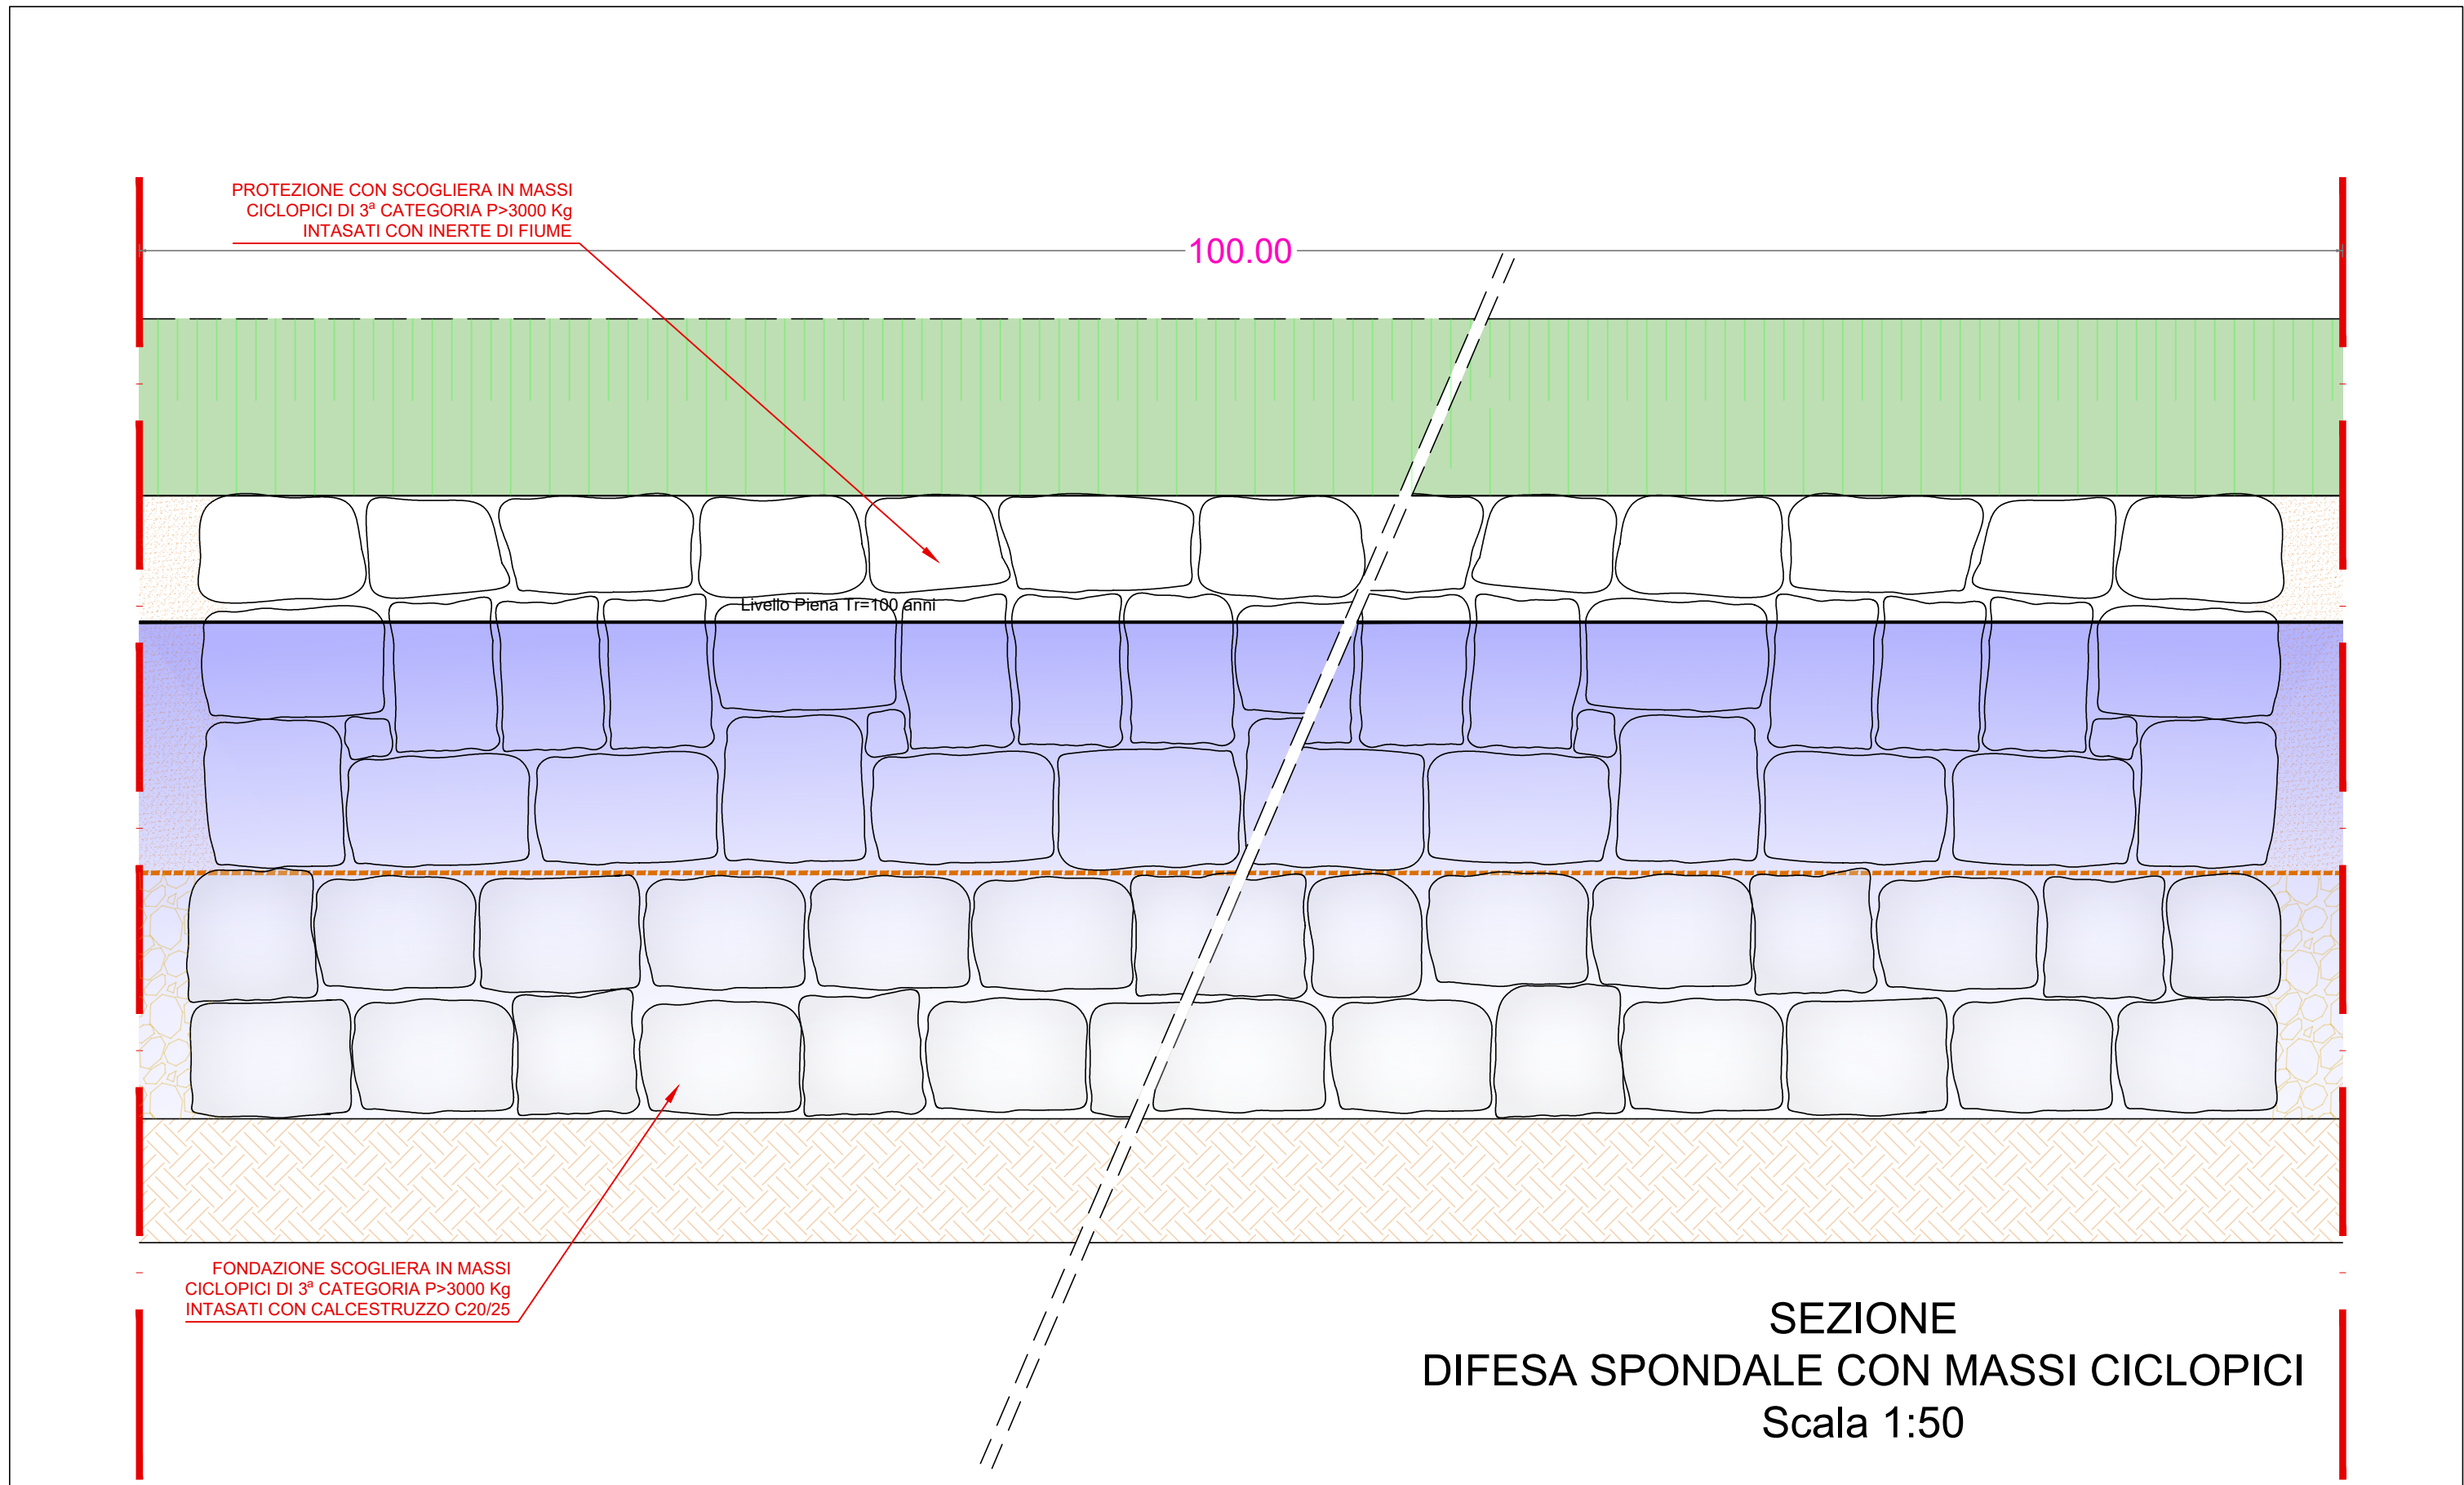 PROTEZIONE CON SCOGLIERA IN MASSI
CICLOPICI DI 3ª CATEGORIA P>3000 Kg
INTASATI CON INERTE DI FIUME
100.00
Livello Piena Tr=100 anni
FONDAZIONE SCOGLIERA IN MASSI
CICLOPICI DI 3ª CATEGORIA P>3000 Kg
INTASATI CON CALCESTRUZZO C20/25
SEZIONE
DIFESA SPONDALE CON MASSI CICLOPICI
Scala 1:50